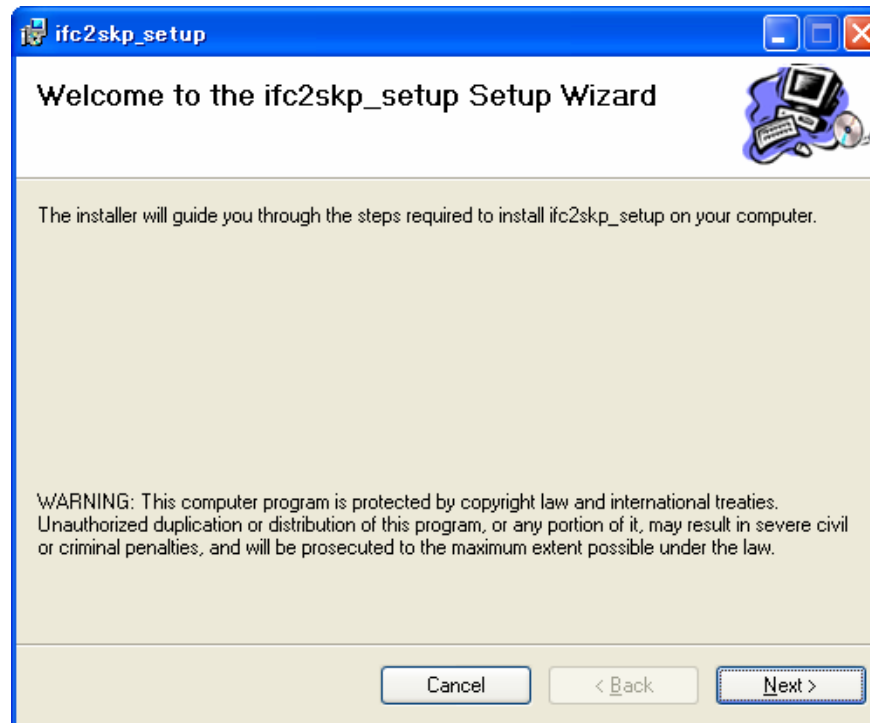 ifc2skp_setup
Welcome to the ifc2skp_setup Setup Wizard
The installer will guide you through the steps required to install ifc2skp_setup on your computer.
WARNING: This computer program is protected by copyright law and international treaties.
Unauthorized duplication or distribution of this program, or any portion of it, may result in severe civil
or criminal penalties, and will be prosecuted to the maximum extent possible under the law.
Cancel
< Back
Next >